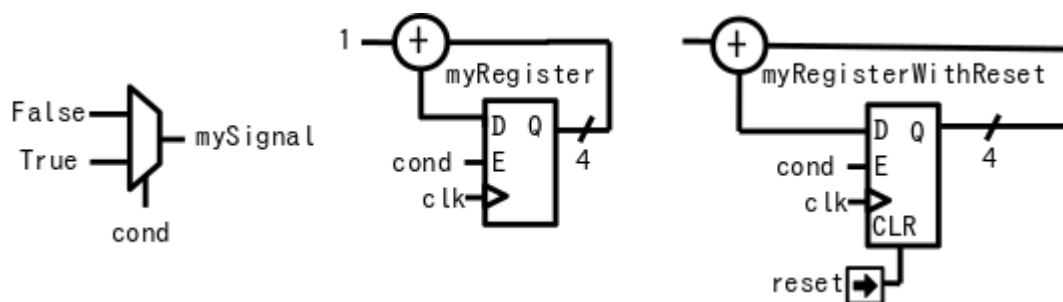 False
True
mySignal
cond
1
myRegister
D Q
cond E
clk
4
myRegisterWithReset
D Q
cond E
clk
4
CLR
reset